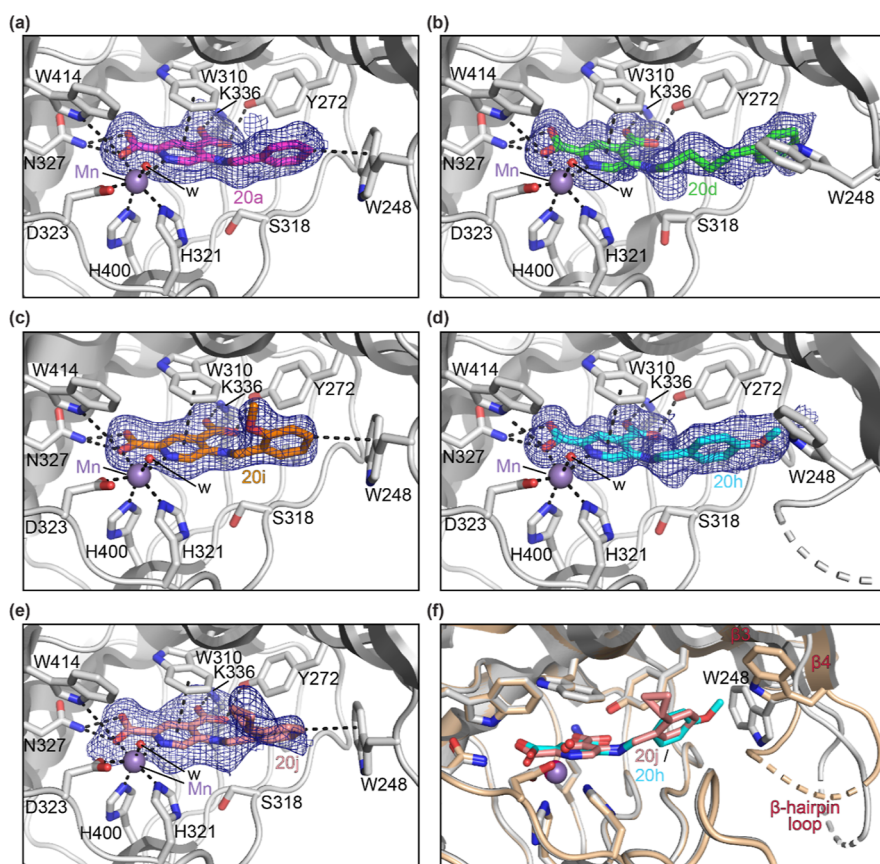 (a)
W414
W310
K336
Y272
N327
Mn
w
20a
W248
D323
S318
H321
H400
(b)
W414
W310
K336
Y272
N327
Mn
w
20d
W248
D323
S318
H321
H400
(c)
W414
W310
K336
Y272
N327
Mn
w
20i
W248
D323
S318
H321
H400
(d)
W414
W310
K336
Y272
N327
Mn
w
20h
W248
D323
S318
H321
H400
(e)
W414
W310
K336
Y272
N327
20j
w
Mn
W248
D323
S318
H321
H400
(f)
β3
β4
W248
20j
20h
β-hairpin
loop